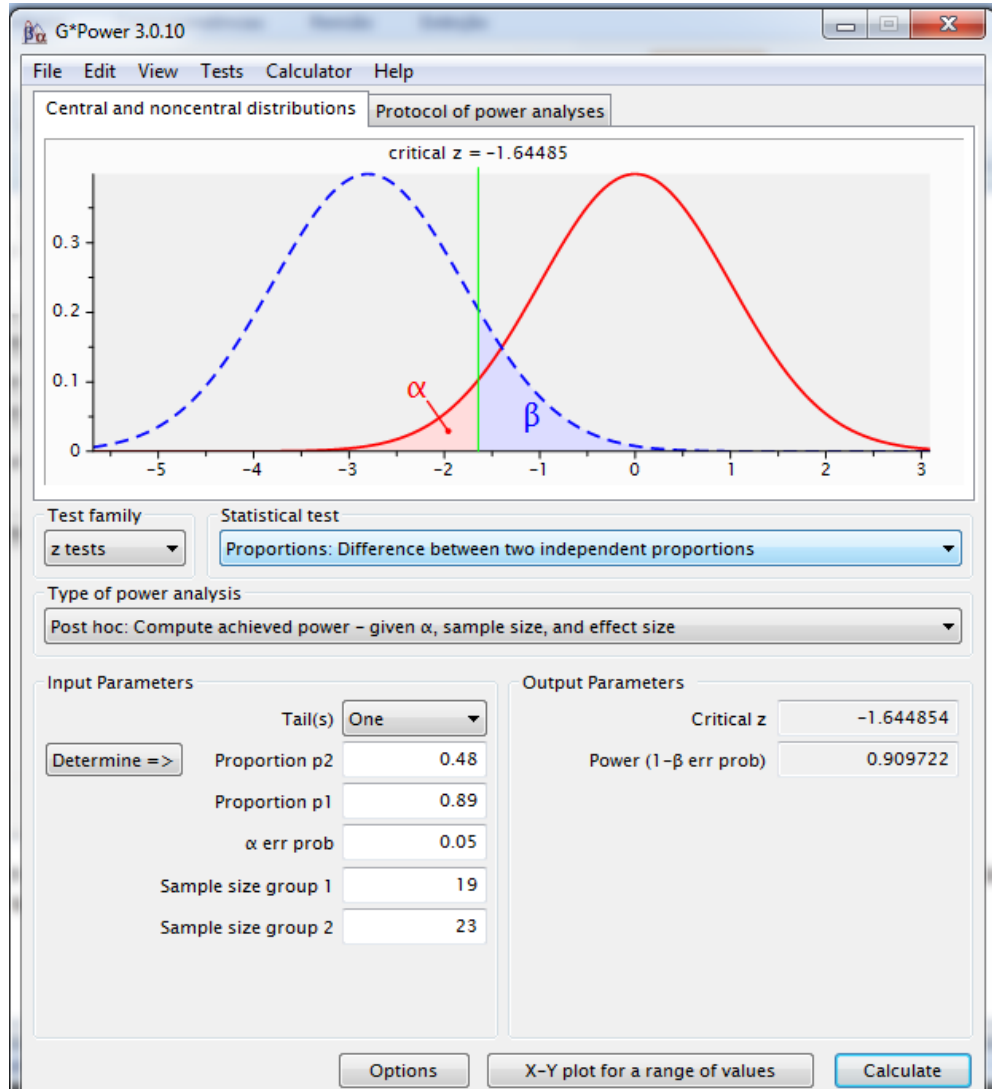 G*Power 3.0.10
File Edit View Tests Calculator Help
Central and noncentral distributions Protocol of power analyses
critical z = −1.64485
0.3
0.2
α
0.1
β
0
-5 -4 -3 -2 -1 0 1 2 3
Test family Statistical test
z tests Proportions: Difference between two independent proportions
Type of power analysis
Post hoc: Compute achieved power – given α, sample size, and effect size
Input Parameters Output Parameters
Tail(s) One Critical z −1.644854
Determine => Proportion p2 0.48 Power (1−β err prob) 0.909722
Proportion p1 0.89
α err prob 0.05
Sample size group 1 19
Sample size group 2 23
Options X-Y plot for a range of values Calculate